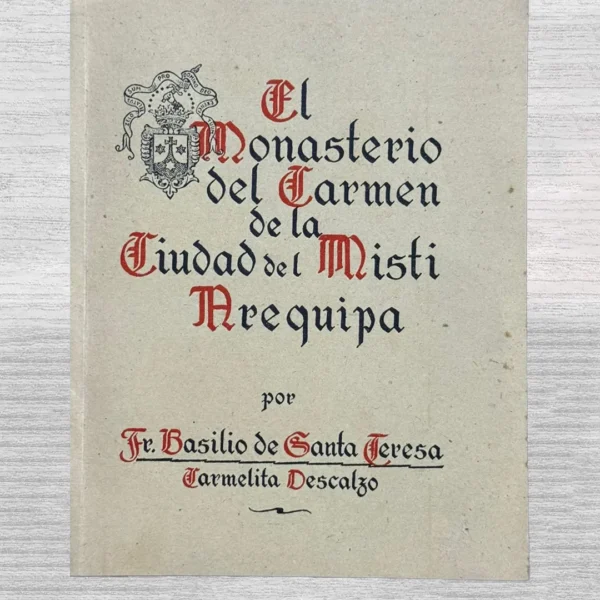 El
Monasterio
del Carmen
de la
Ciudad del Misti
Arequipa
por
Fr. Basilio de Santa Teresa
Carmelita Descalzo